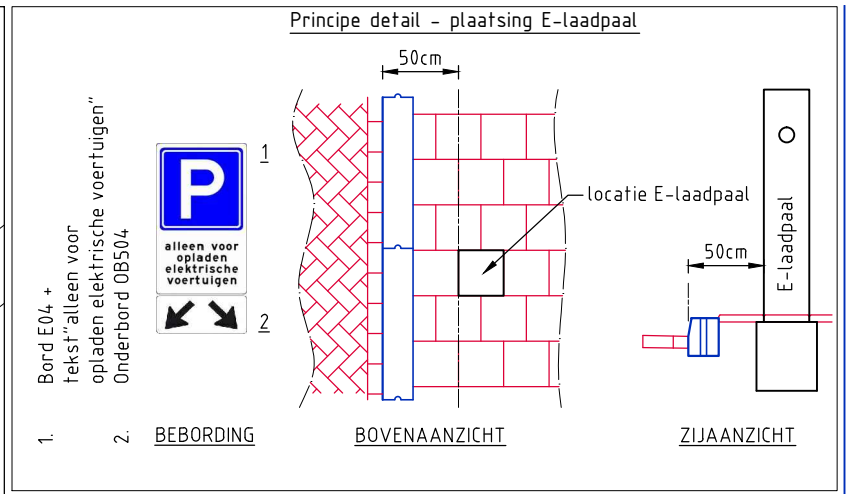 Principe detail - plaatsing E-laadpaal
1. Bord E04 +
tekst"alleen voor
opladen elektrische voertuigen"
2. Onderbord OB504
P
alleen voor
opladen
elektrische
voertuigen
1
2
BEBORDING
50cm
locatie E-laadpaal
BOVENAANZICHT
50cm
E-laadpaal
ZIJAANZICHT